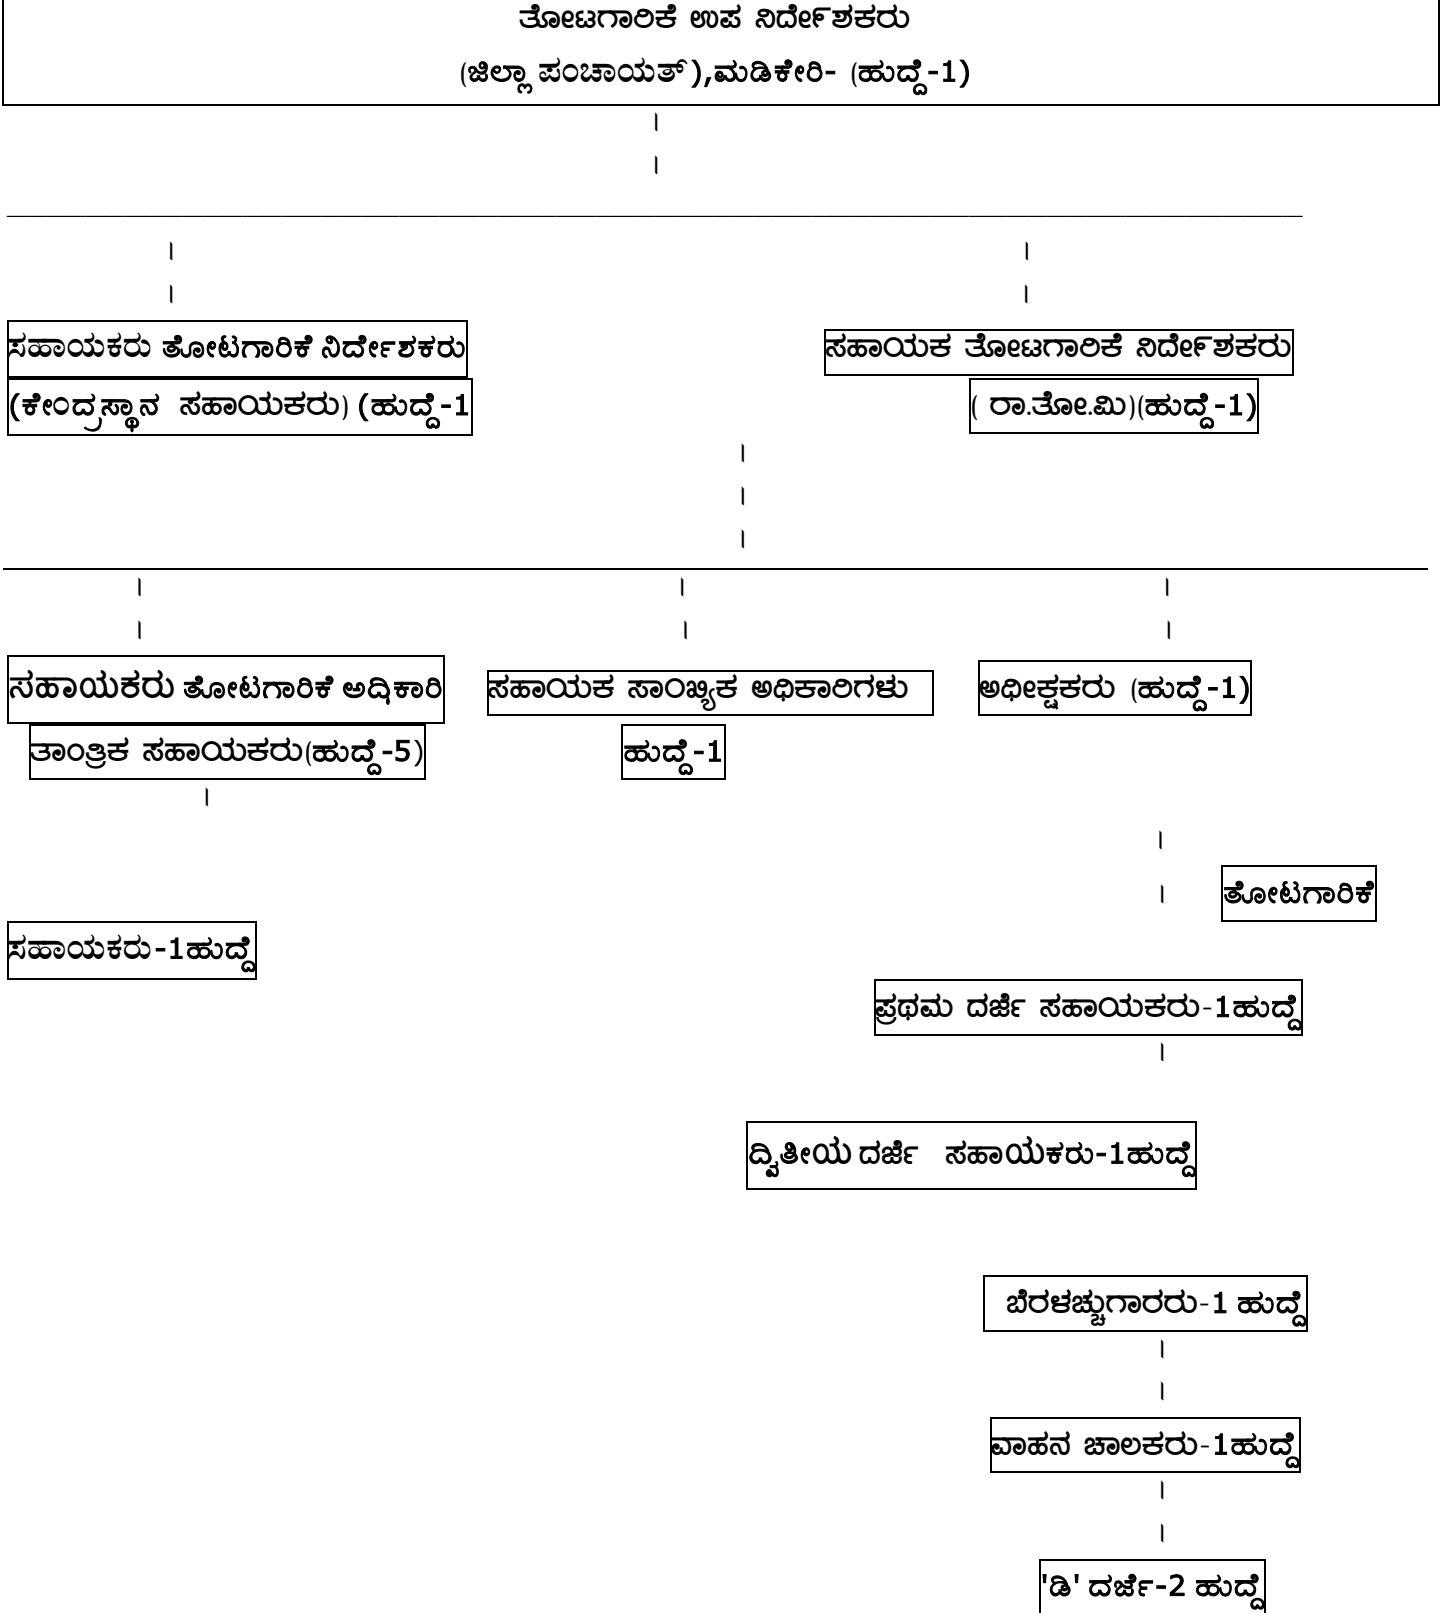 ತೋಟಗಾರಿಕೆ ಉಪ ನಿರ್ದೇಶಕರು
(ಜಿಲ್ಲಾ ಪಂಚಾಯತ್),ಮಡಿಕೇರಿ- (ಹುದ್ದೆ-1)
ಸಹಾಯಕರು ತೋಟಗಾರಿಕೆ ನಿರ್ದೇಶಕರು
(ಕೇಂದ್ರಸ್ಥಾನ ಸಹಾಯಕರು) (ಹುದ್ದೆ-1
ಸಹಾಯಕ ತೋಟಗಾರಿಕೆ ನಿರ್ದೇಶಕರು
( ರಾ.ತೋ.ಮಿ)(ಹುದ್ದೆ-1)
ಸಹಾಯಕರು ತೋಟಗಾರಿಕೆ ಅಧಿಕಾರಿ
ತಾಂತ್ರಿಕ ಸಹಾಯಕರು(ಹುದ್ದೆ-5)
ಸಹಾಯಕ ಸಾಂಖ್ಯಿಕ ಅಧಿಕಾರಿಗಳು
ಹುದ್ದೆ-1
ಅಧೀಕ್ಷಕರು (ಹುದ್ದೆ-1)
ತೋಟಗಾರಿಕೆ
ಸಹಾಯಕರು-1ಹುದ್ದೆ
ಪ್ರಥಮ ದರ್ಜೆ ಸಹಾಯಕರು-1ಹುದ್ದೆ
ದ್ವಿತೀಯ ದರ್ಜೆ ಸಹಾಯಕರು-1ಹುದ್ದೆ
ಬೆರಳಚ್ಚುಗಾರರು-1 ಹುದ್ದೆ
ವಾಹನ ಚಾಲಕರು-1ಹುದ್ದೆ
'ಡಿ' ದರ್ಜೆ-2 ಹುದ್ದೆ